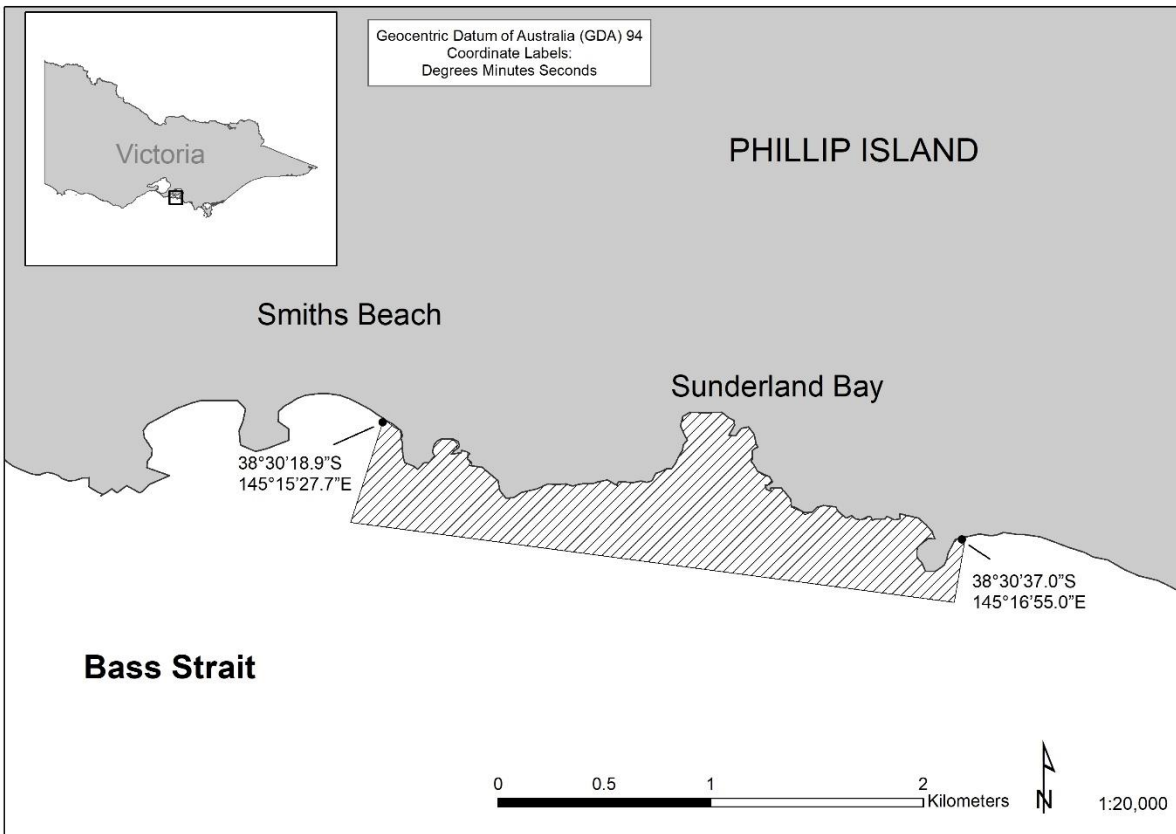 Geocentric Datum of Australia (GDA) 94
Coordinate Labels:
Degrees Minutes Seconds
Victoria
PHILLIP ISLAND
Smiths Beach
Sunderland Bay
38°30'18.9"S
145°15'27.7"E
38°30'37.0"S
145°16'55.0"E
Bass Strait
0 0.5 1 2
Kilometers
N
1:20,000